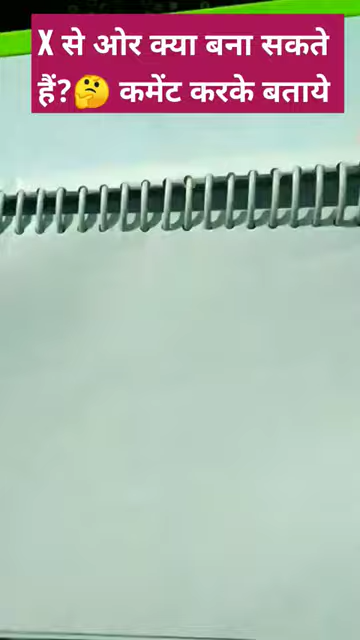 X से ओर क्या बना सकते
हैं?🤔 कमेंट करके बताये